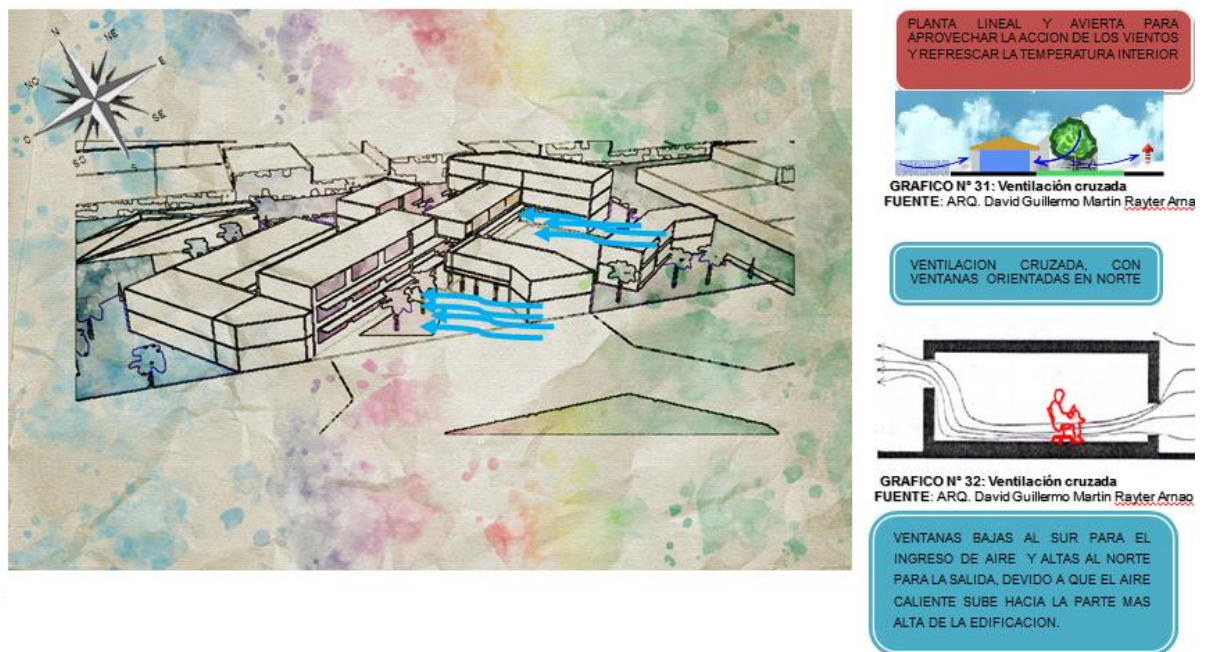 N
NE
E
SE
S
SO
O
NO
PLANTA LINEAL Y AVIERTA PARA
APROVECHAR LA ACCION DE LOS VIENTOS
Y REFRESCAR LA TEMPERATURA INTERIOR
GRAFICO N° 31: Ventilación cruzada
FUENTE: ARQ. David Guillermo Martin Rayter Arna
VENTILACION CRUZADA, CON
VENTANAS ORIENTADAS EN NORTE
GRAFICO N° 32: Ventilación cruzada
FUENTE: ARQ. David Guillermo Martin Rayter Arnao
VENTANAS BAJAS AL SUR PARA EL
INGRESO DE AIRE Y ALTAS AL NORTE
PARA LA SALIDA, DEVIDO A QUE EL AIRE
CALIENTE SUBE HACIA LA PARTE MAS
ALTA DE LA EDIFICACION.